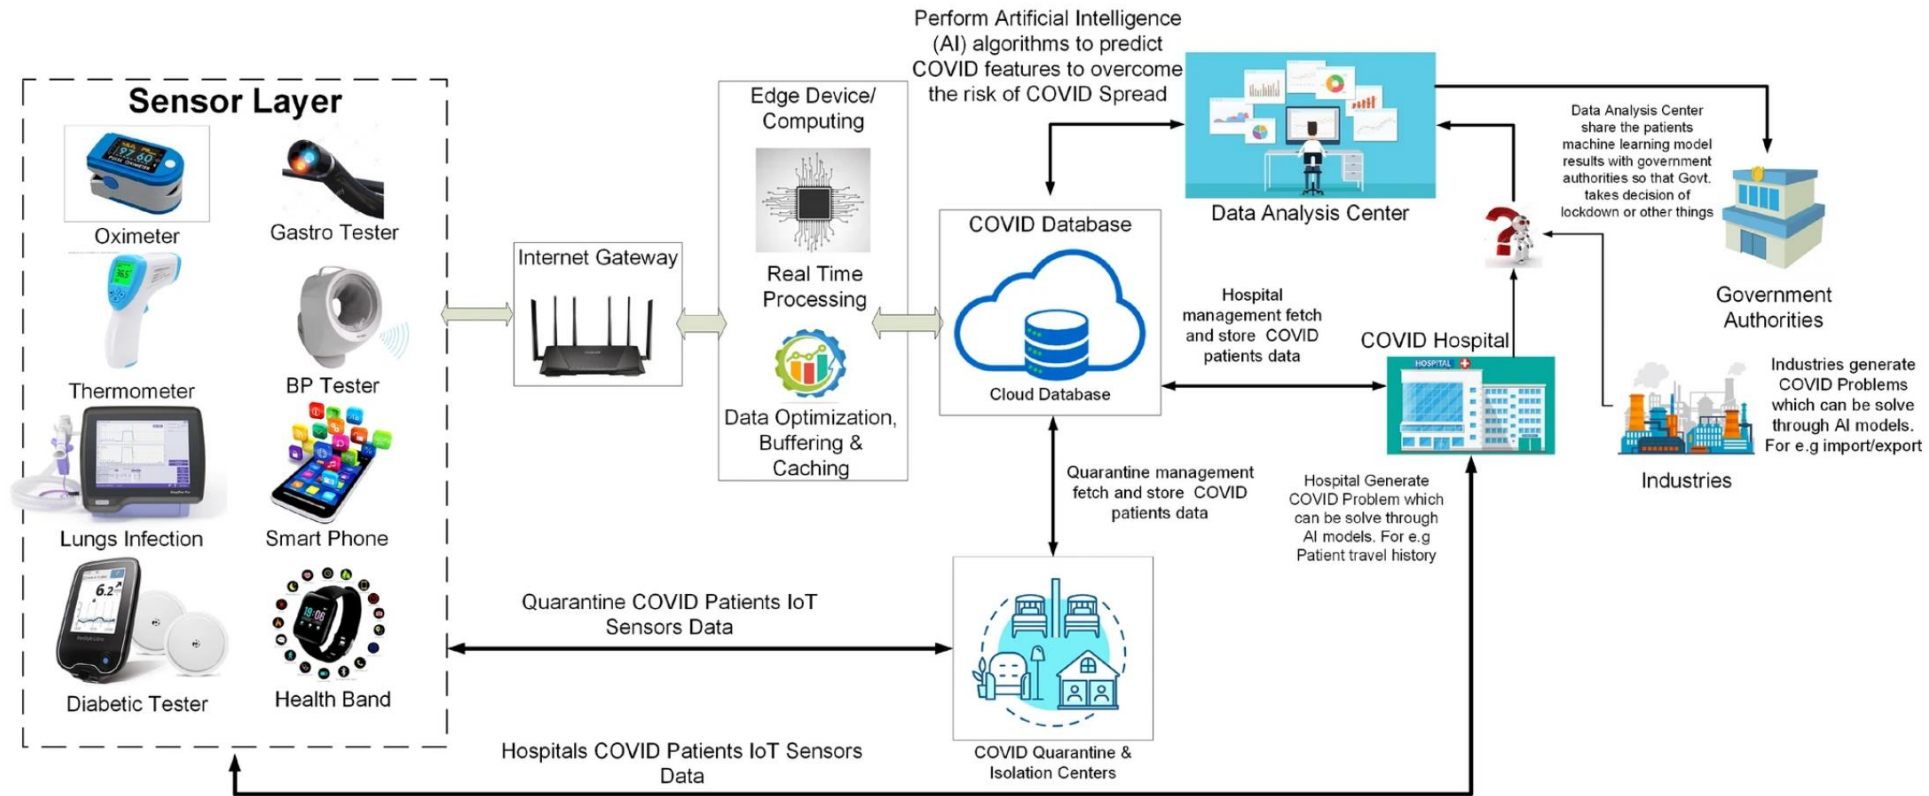 Perform Artificial Intelligence
(AI) algorithms to predict
COVID features to overcome
the risk of COVID Spread
Sensor Layer
Oximeter
Gastro Tester
Thermometer
BP Tester
Lungs Infection
Smart Phone
Diabetic Tester
Health Band
Internet Gateway
Edge Device/
Computing
Real Time
Processing
Data Optimization,
Buffering &
Caching
COVID Database
Cloud Database
Data Analysis Center
Data Analysis Center
share the patients
machine learning model
results with government
authorities so that Govt.
takes decision of
lockdown or other things
Government
Authorities
Hospital
management fetch
and store COVID
patients data
COVID Hospital
HOSPITAL
Industries generate
COVID Problems
which can be solve
through AI models.
For e.g import/export
Industries
Quarantine management
fetch and store COVID
patients data
Hospital Generate
COVID Problem which
can be solve through
AI models. For e.g
Patient travel history
Quarantine COVID Patients IoT
Sensors Data
COVID Quarantine &
Isolation Centers
Hospitals COVID Patients IoT Sensors
Data
97 60
6.2
19:06